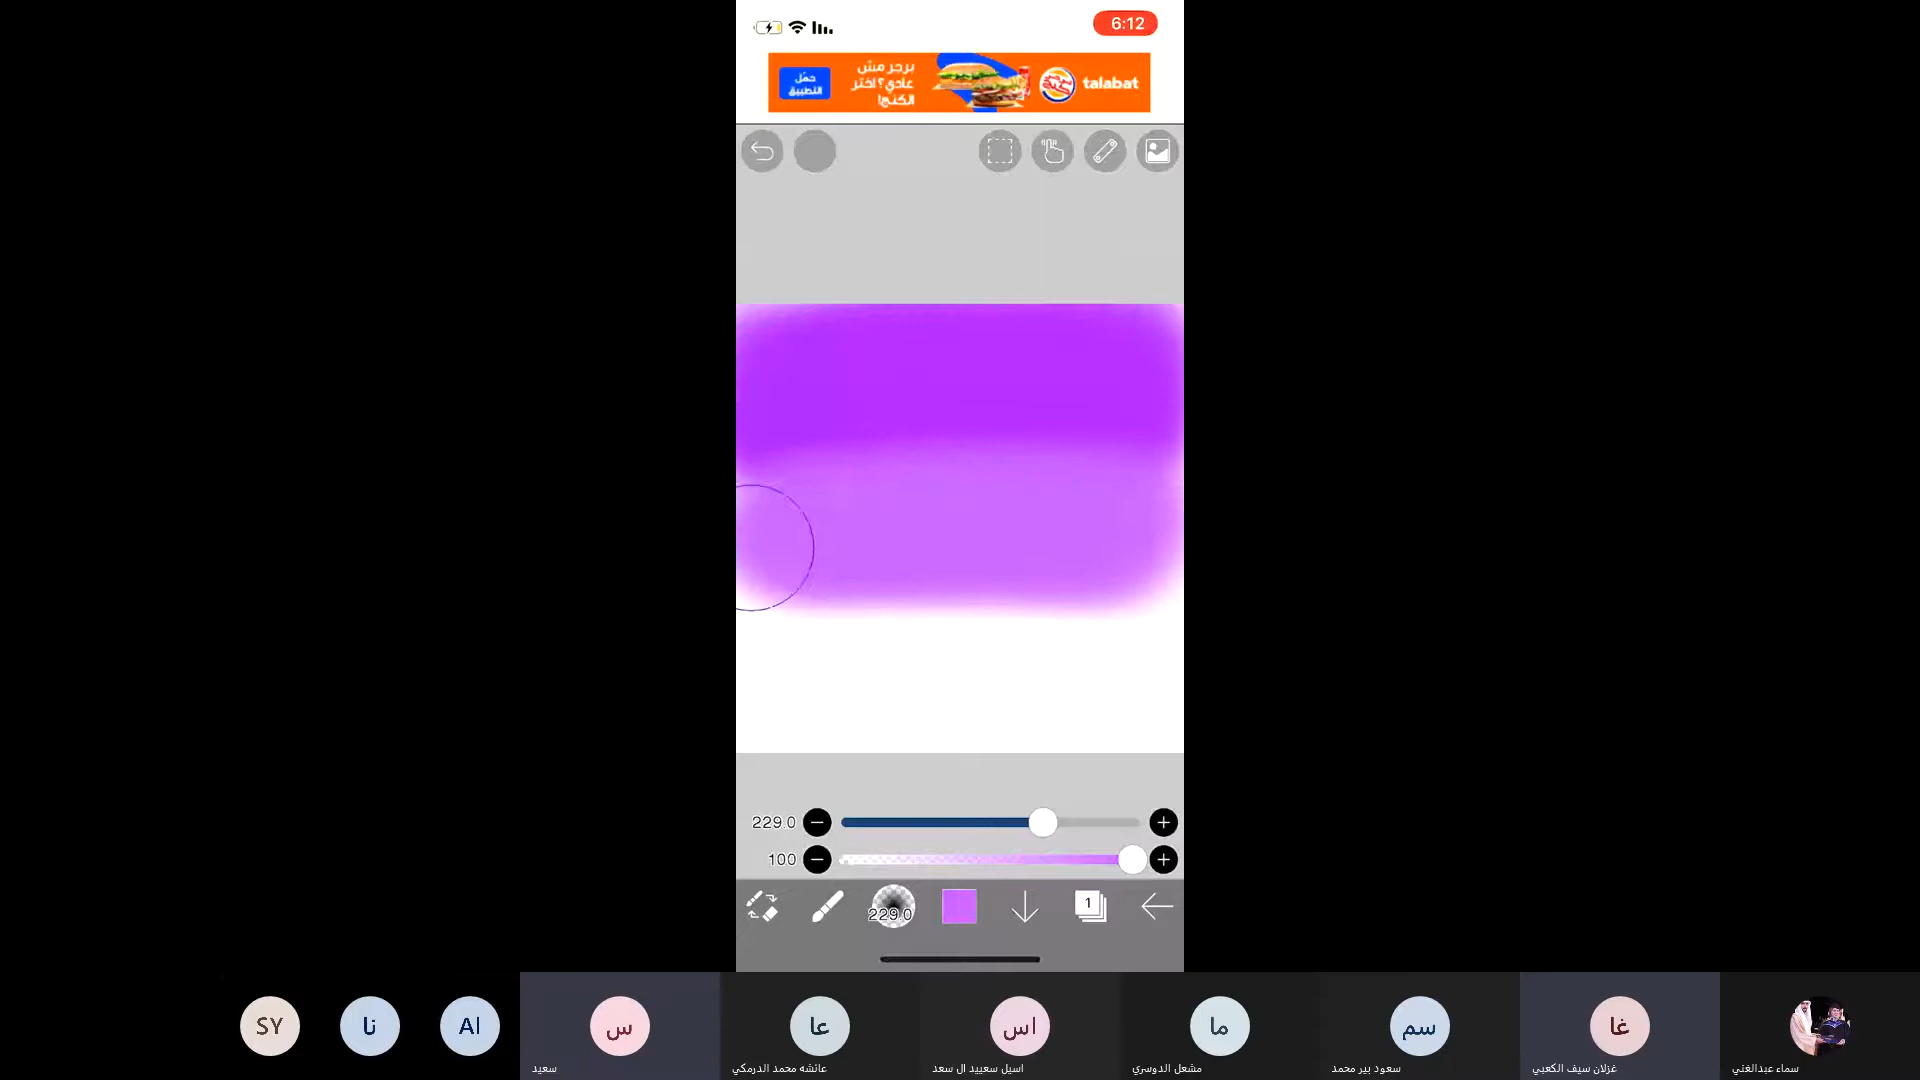 6:12
برجر مش
عادي؟ اختر
الكنج!
حمّل
التطبيق
talabat
229.0
100
229.0
1
SY
نا
AI
س
عا
اس
ما
سم
غا
سعيد
عائشه محمد الدرمكي
اسيل سعييد ال سعد
مشعل الدوسري
سعود بير محمد
غزلان سيف الكعبي
سماء عبدالغني